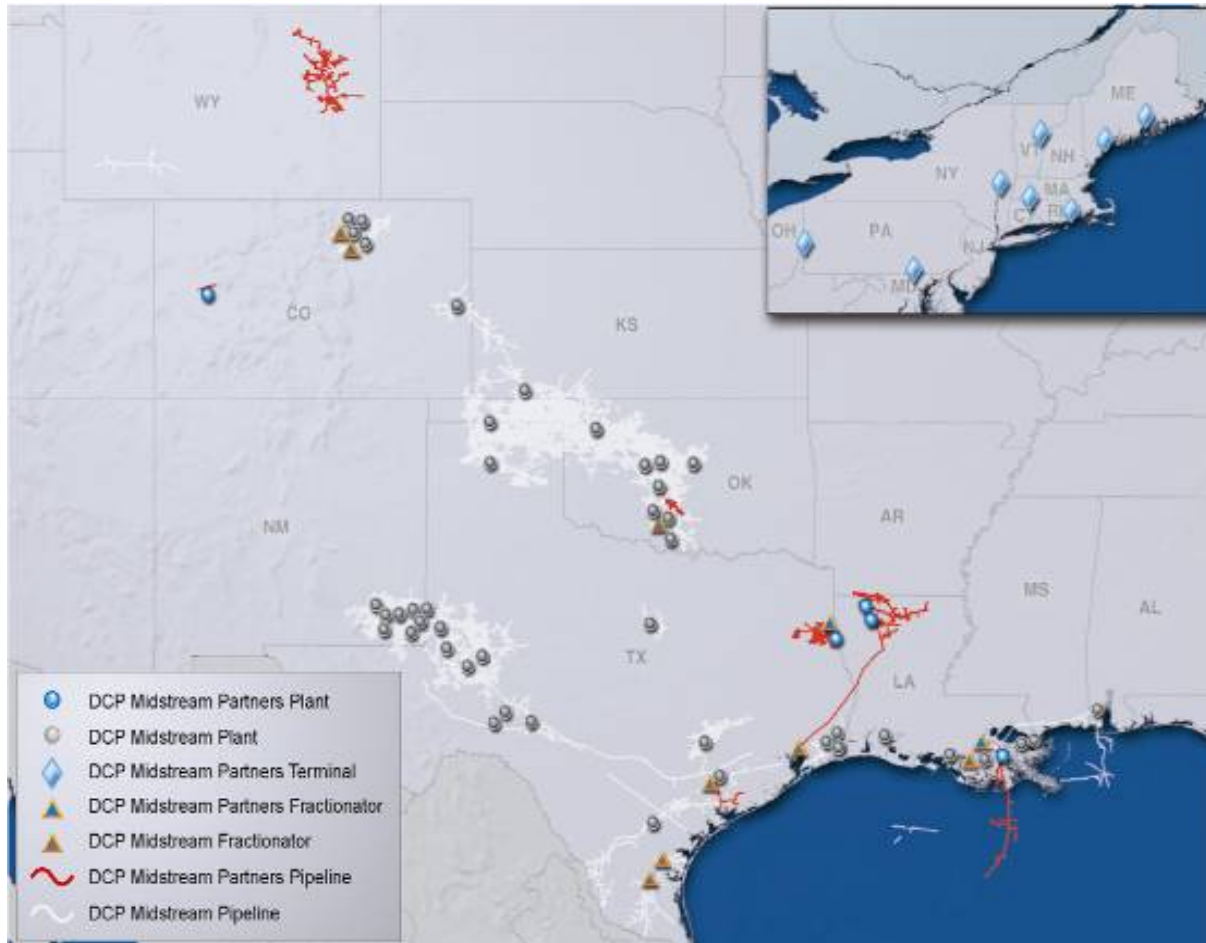 WY
ME
VT
NH
NY
MA
RI
CT
OH
PA
NJ
MD
CO
KS
OK
NM
AR
MS
AL
TX
LA
DCP Midstream Partners Plant
DCP Midstream Plant
DCP Midstream Partners Terminal
DCP Midstream Partners Fractionator
DCP Midstream Fractionator
DCP Midstream Partners Pipeline
DCP Midstream Pipeline